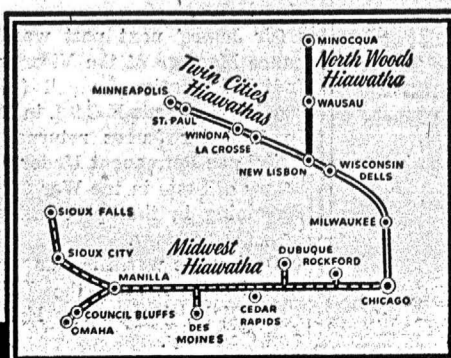 MINOCQUA
North Woods
Hiawatha
Twin Cities
Hiawathas
MINNEAPOLIS
WAUSAU
ST. PAUL
WINONA
LA CROSSE
NEW LISBON
WISCONSIN
DELLS
SIOUX FALLS
MILWAUKEE
SIOUX CITY
Midwest
Hiawatha
DUBUQUE
ROCKFORD
MANILLA
CHICAGO
COUNCIL BLUFFS
OMAHA
DES
MOINES
CEDAR
RAPIDS